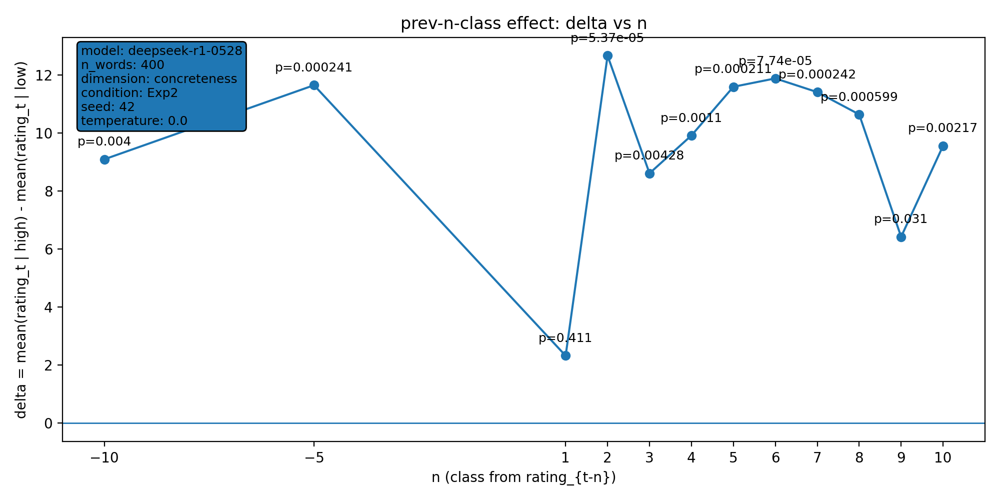 prev-n-class effect: delta vs n
model: deepseek-r1-0528
n_words: 400
dimension: concreteness
condition: Exp2
seed: 42
temperature: 0.0
p=0.004
p=0.000241
p=0.411
p=5.37e-05
p=0.00428
p=0.0011
p=0.000211
p=7.74e-05
p=0.000242
p=0.000599
p=0.031
p=0.00217
delta = mean(rating_t | high) - mean(rating_t | low)
12
10
8
6
4
2
0
−10
−5
1
2
3
4
5
6
7
8
9
10
n (class from rating_{t-n})